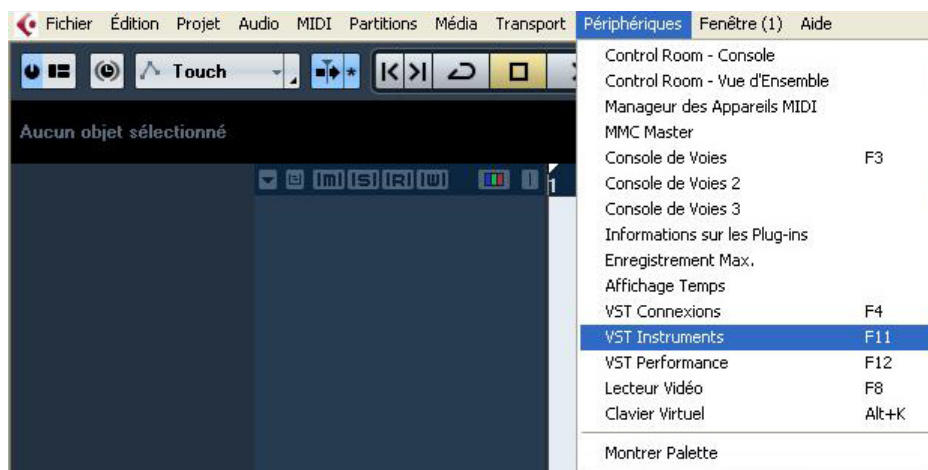 Fichier Édition Projet Audio MIDI Partitions Média Transport Périphériques Fenêtre (1) Aide
Touch
Aucun objet sélectionné
m S R W
1
Control Room - Console
Control Room - Vue d'Ensemble
Manageur des Appareils MIDI
MMC Master
Console de Voies F3
Console de Voies 2
Console de Voies 3
Informations sur les Plug-ins
Enregistrement Max.
Affichage Temps
VST Connexions F4
VST Instruments F11
VST Performance F12
Lecteur Vidéo F8
Clavier Virtuel Alt+K
Montrer Palette